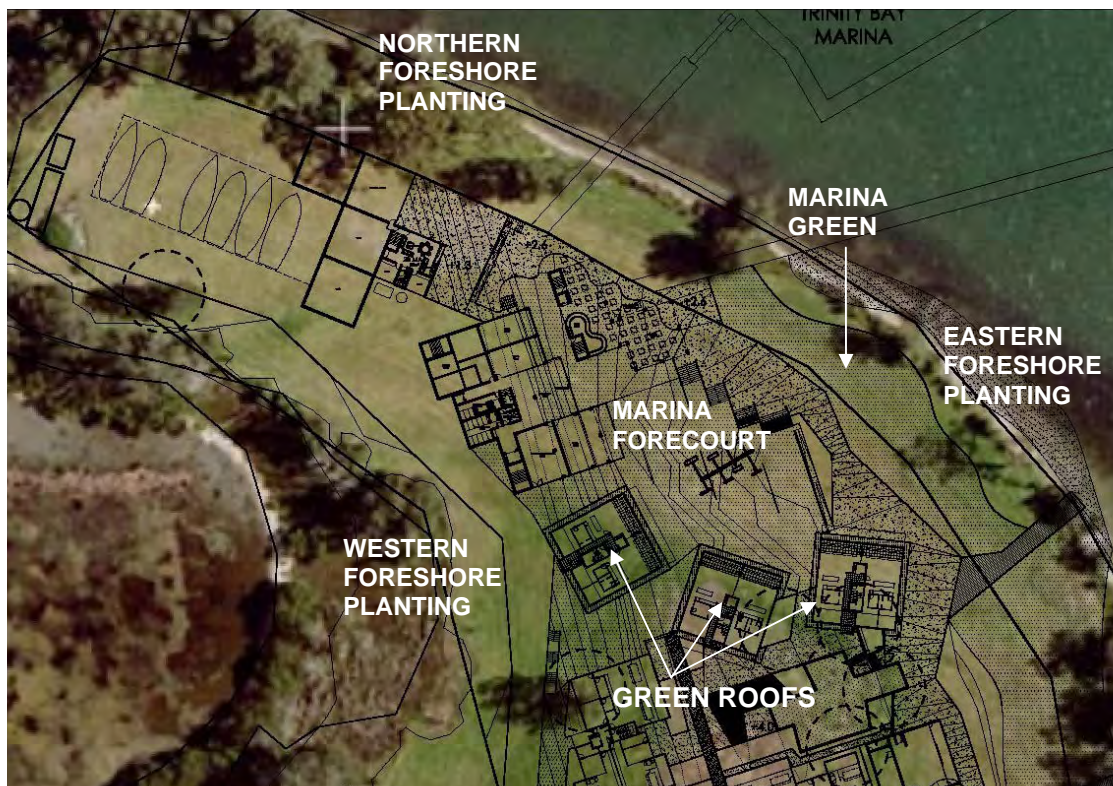 TRINITY BAY
MARINA
NORTHERN
FORESHORE
PLANTING
MARINA
GREEN
EASTERN
FORESHORE
PLANTING
MARINA
FORECOURT
WESTERN
FORESHORE
PLANTING
GREEN ROOFS